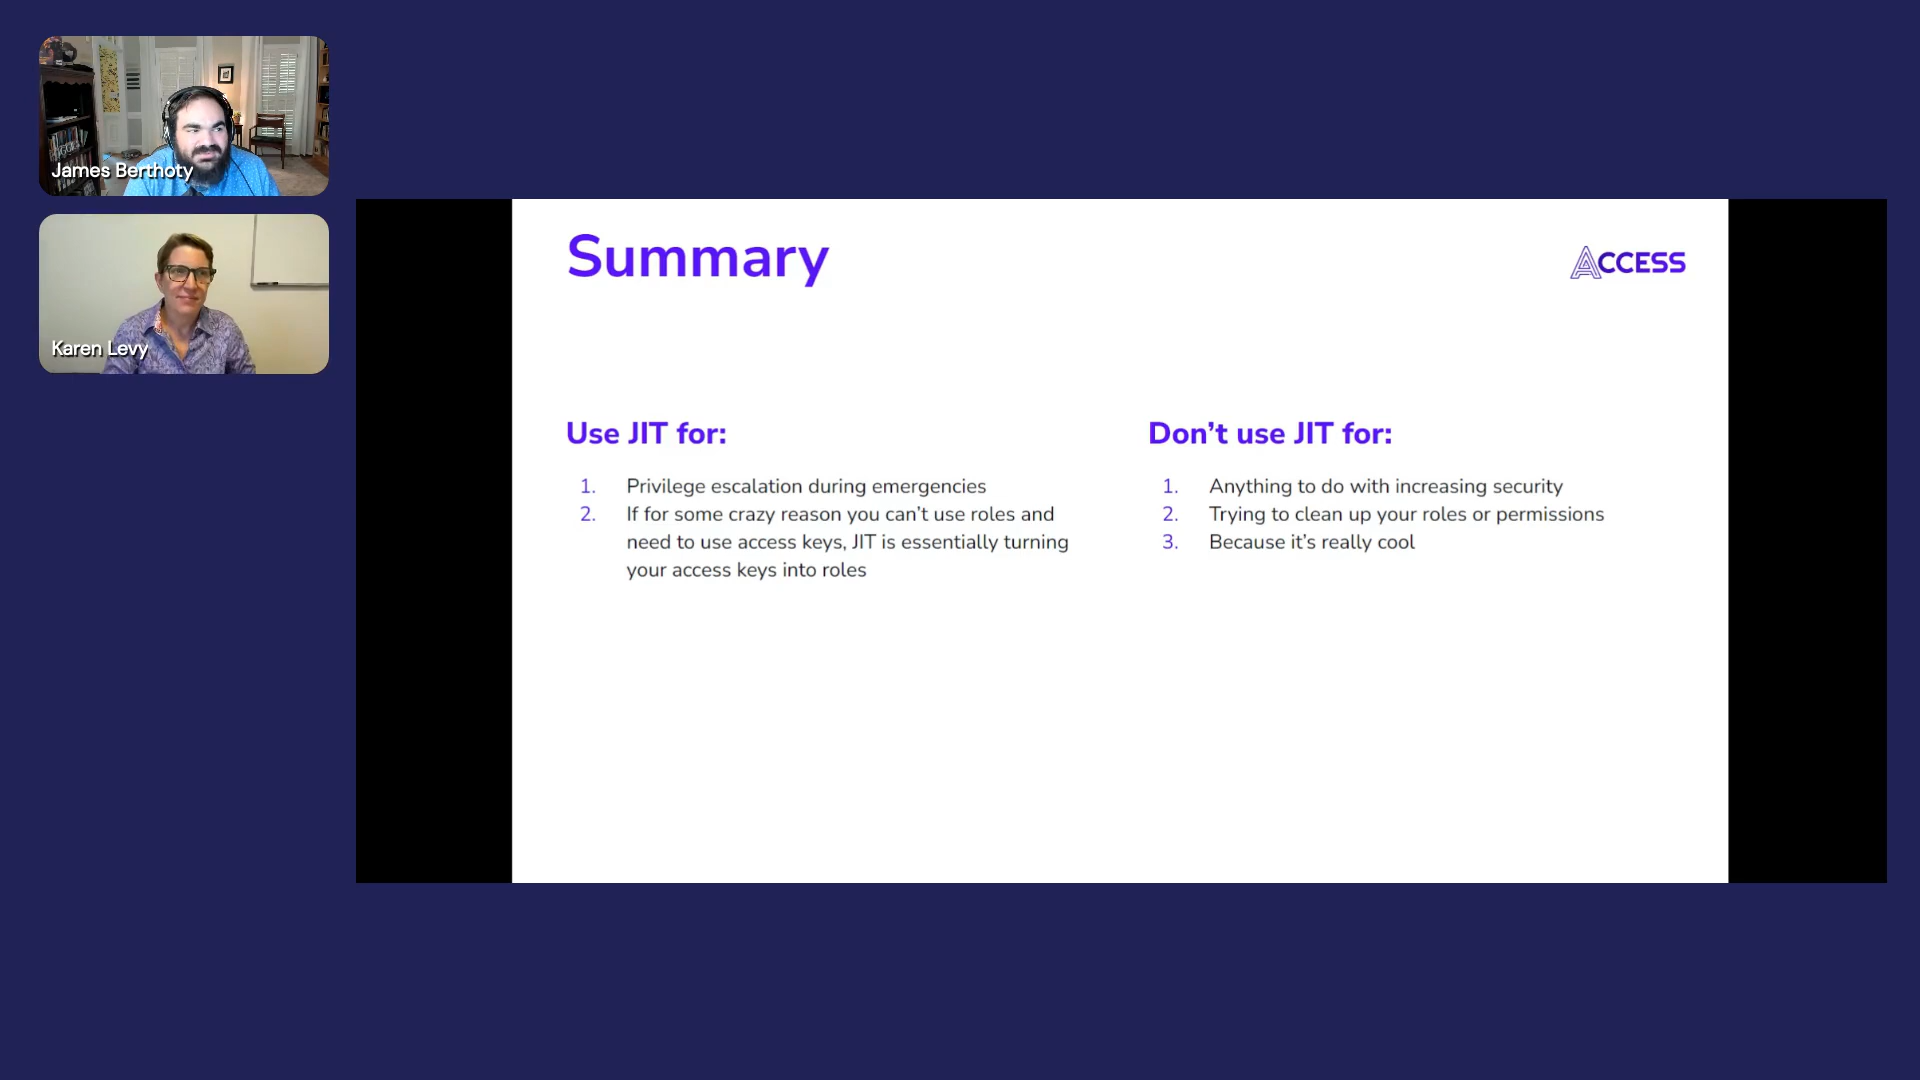 James Berthoty
Karen Levy
Summary
ACCESS
Use JIT for:
1. Privilege escalation during emergencies
2. If for some crazy reason you can’t use roles and
need to use access keys, JIT is essentially turning
your access keys into roles
Don’t use JIT for:
1. Anything to do with increasing security
2. Trying to clean up your roles or permissions
3. Because it’s really cool